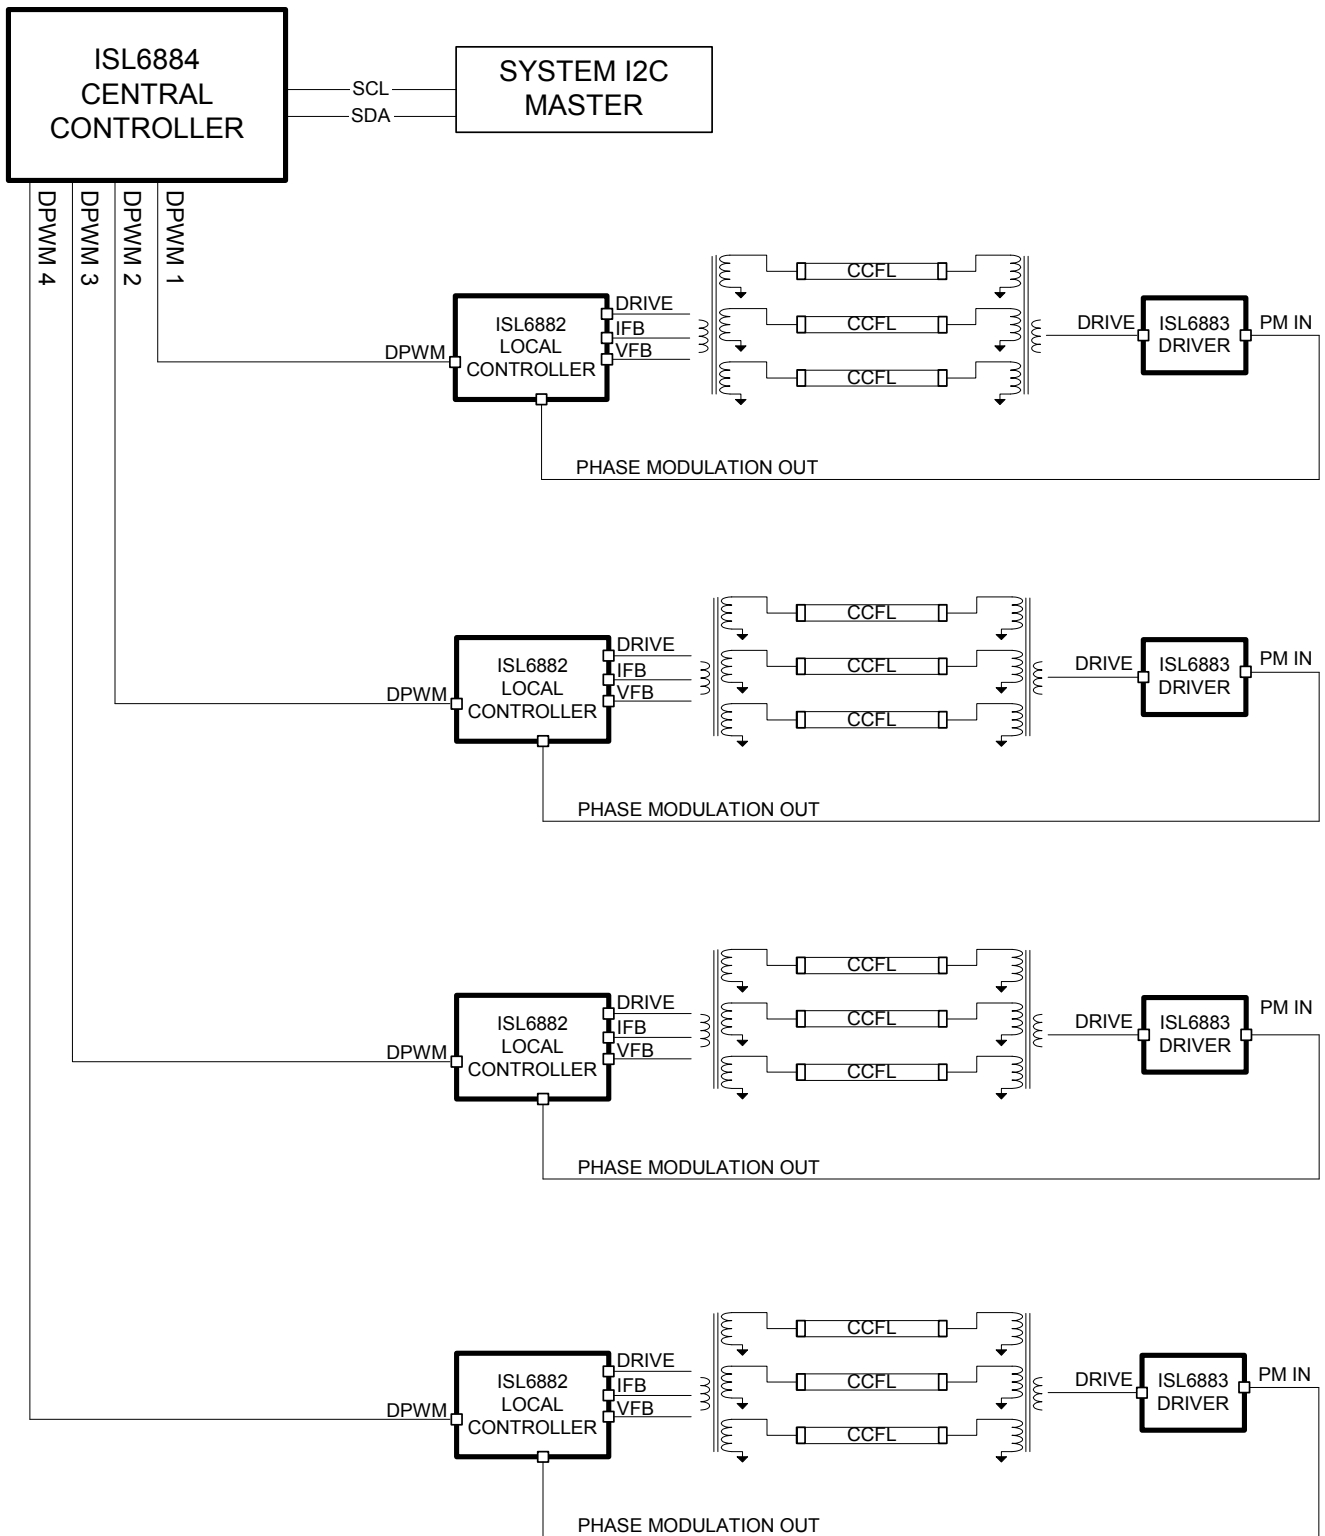 ISL6884
CENTRAL
CONTROLLER
SCL
SDA
SYSTEM I2C
MASTER
DPWM 4
DPWM 3
DPWM 2
DPWM 1
DPWM
ISL6882
LOCAL
CONTROLLER
DRIVE
IFB
VFB
CCFL
CCFL
CCFL
DRIVE
ISL6883
DRIVER
PM IN
PHASE MODULATION OUT
DPWM
ISL6882
LOCAL
CONTROLLER
DRIVE
IFB
VFB
CCFL
CCFL
CCFL
DRIVE
ISL6883
DRIVER
PM IN
PHASE MODULATION OUT
DPWM
ISL6882
LOCAL
CONTROLLER
DRIVE
IFB
VFB
CCFL
CCFL
CCFL
DRIVE
ISL6883
DRIVER
PM IN
PHASE MODULATION OUT
DPWM
ISL6882
LOCAL
CONTROLLER
DRIVE
IFB
VFB
CCFL
CCFL
CCFL
DRIVE
ISL6883
DRIVER
PM IN
PHASE MODULATION OUT